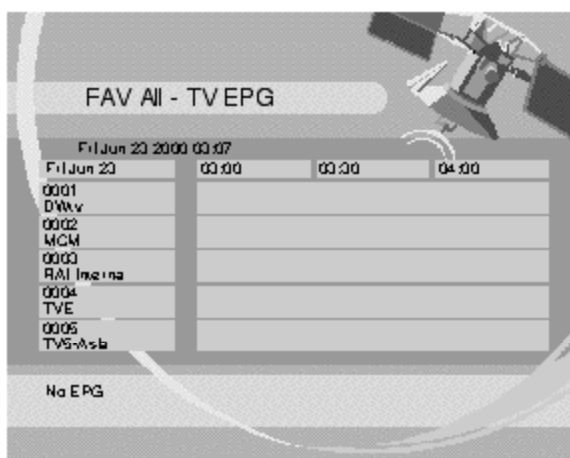 FAV All - TV EPG
Fri Jun 23 2000 03:07
Fri Jun 23 03:00 03:30 04:00
0001
DWtv
0002
MCM
0003
RAI Interna
0004
TVE
0005
TV5-Asia
No EPG